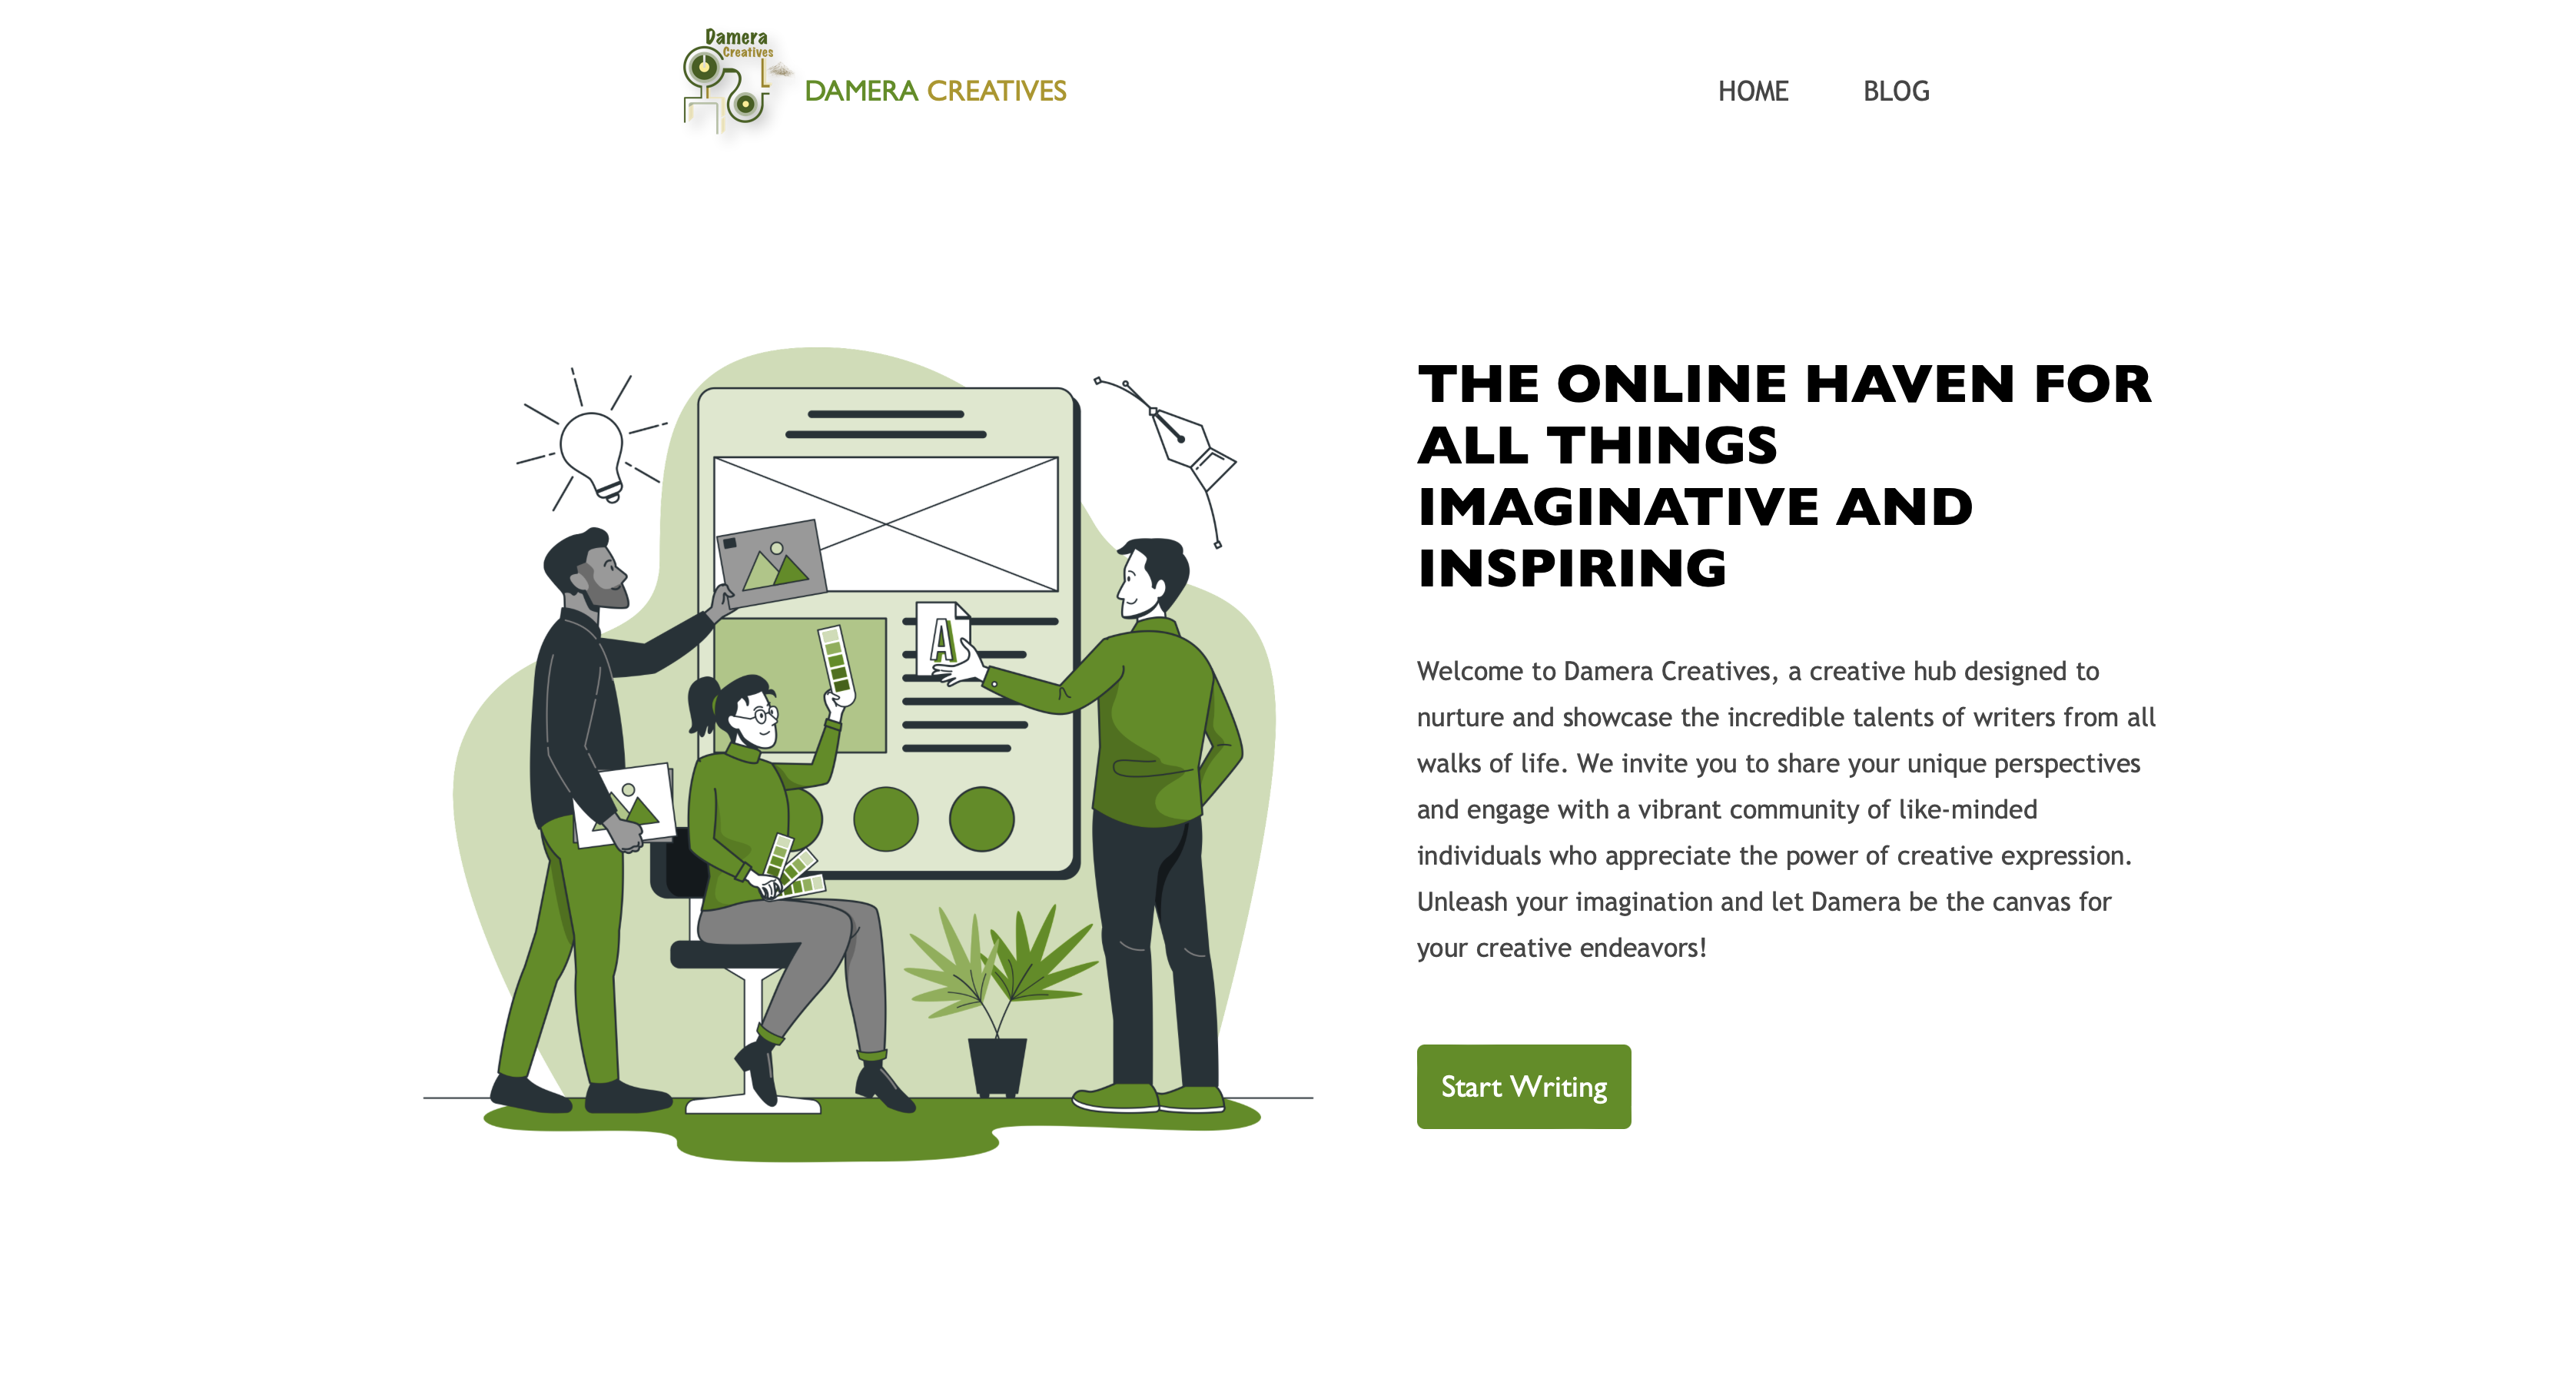 Damera
Creatives
DAMERA CREATIVES
HOME
BLOG
THE ONLINE HAVEN FOR
ALL THINGS
IMAGINATIVE AND
INSPIRING
A
Welcome to Damera Creatives, a creative hub designed to
nurture and showcase the incredible talents of writers from all
walks of life. We invite you to share your unique perspectives
and engage with a vibrant community of like-minded
individuals who appreciate the power of creative expression.
Unleash your imagination and let Damera be the canvas for
your creative endeavors!
Start Writing